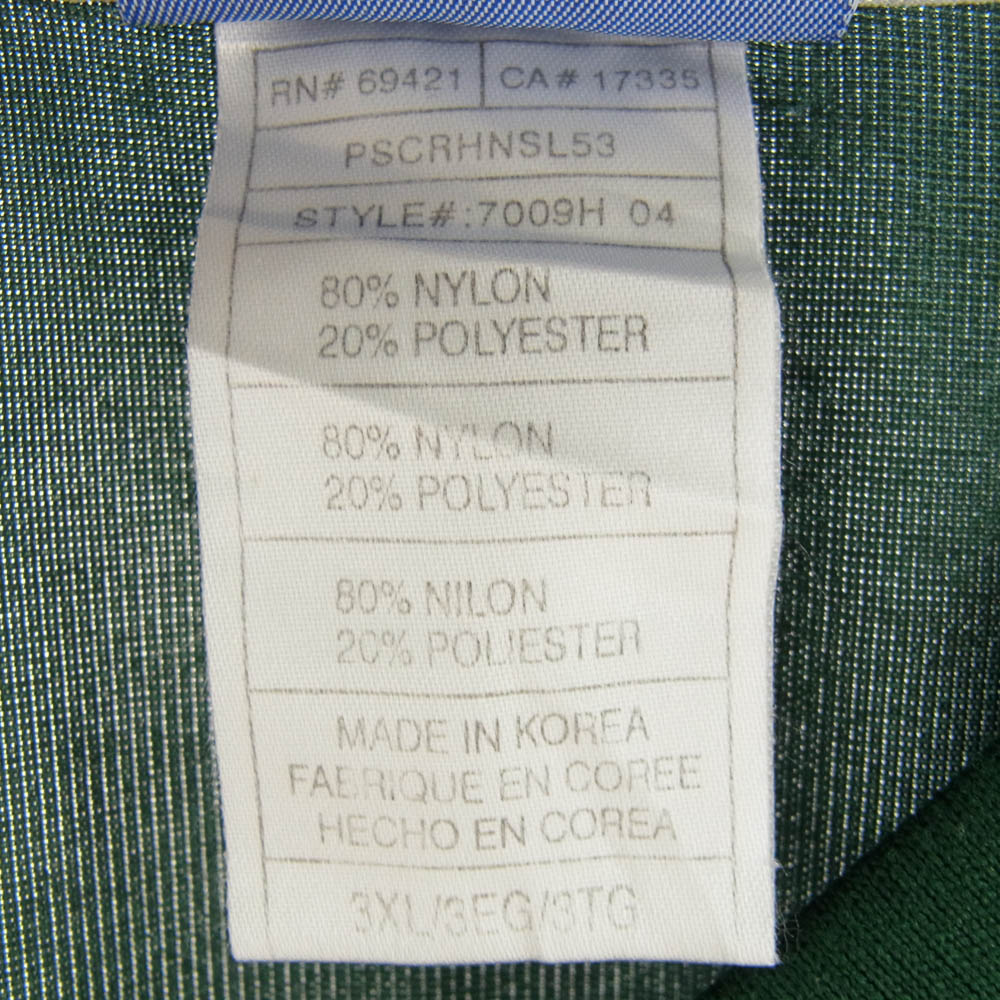 RN# 69421 CA# 17335
PSCRHNSL53
STYLE#:7009H 04
80% NYLON
20% POLYESTER
80% NYLON
20% POLYESTER
80% NILON
20% POLIESTER
MADE IN KOREA
FABRIQUE EN COREE
HECHO EN COREA
3XL/3EG/3TG